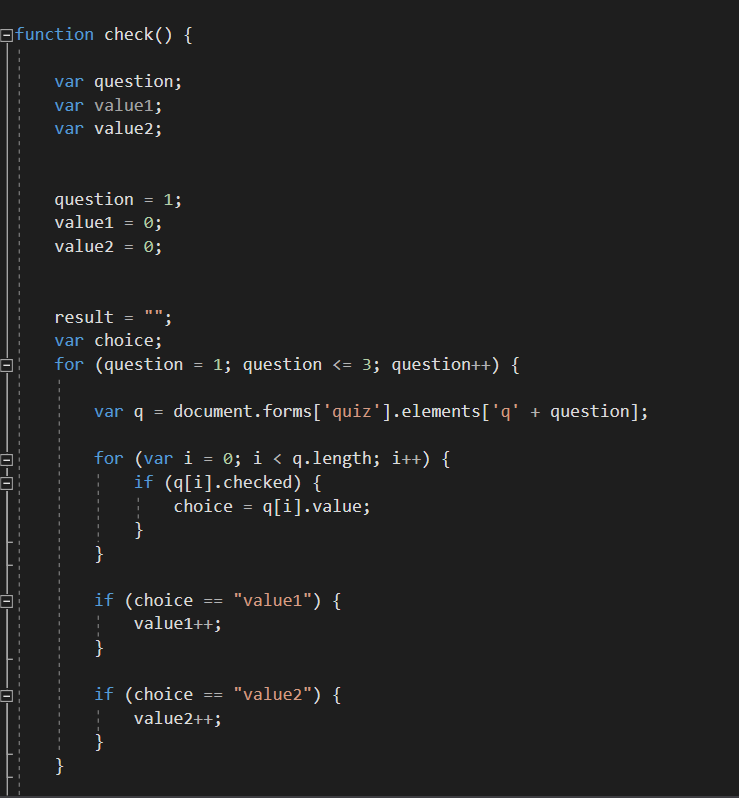 function check() {
var question;
var value1;
var value2;
question = 1;
value1 = 0;
value2 = 0;
result = "";
var choice;
for (question = 1; question <= 3; question++) {
var q = document.forms['quiz'].elements['q' + question];
for (var i = 0; i < q.length; i++) {
if (q[i].checked) {
choice = q[i].value;
}
}
if (choice == "value1") {
value1++;
}
if (choice == "value2") {
value2++;
}
}